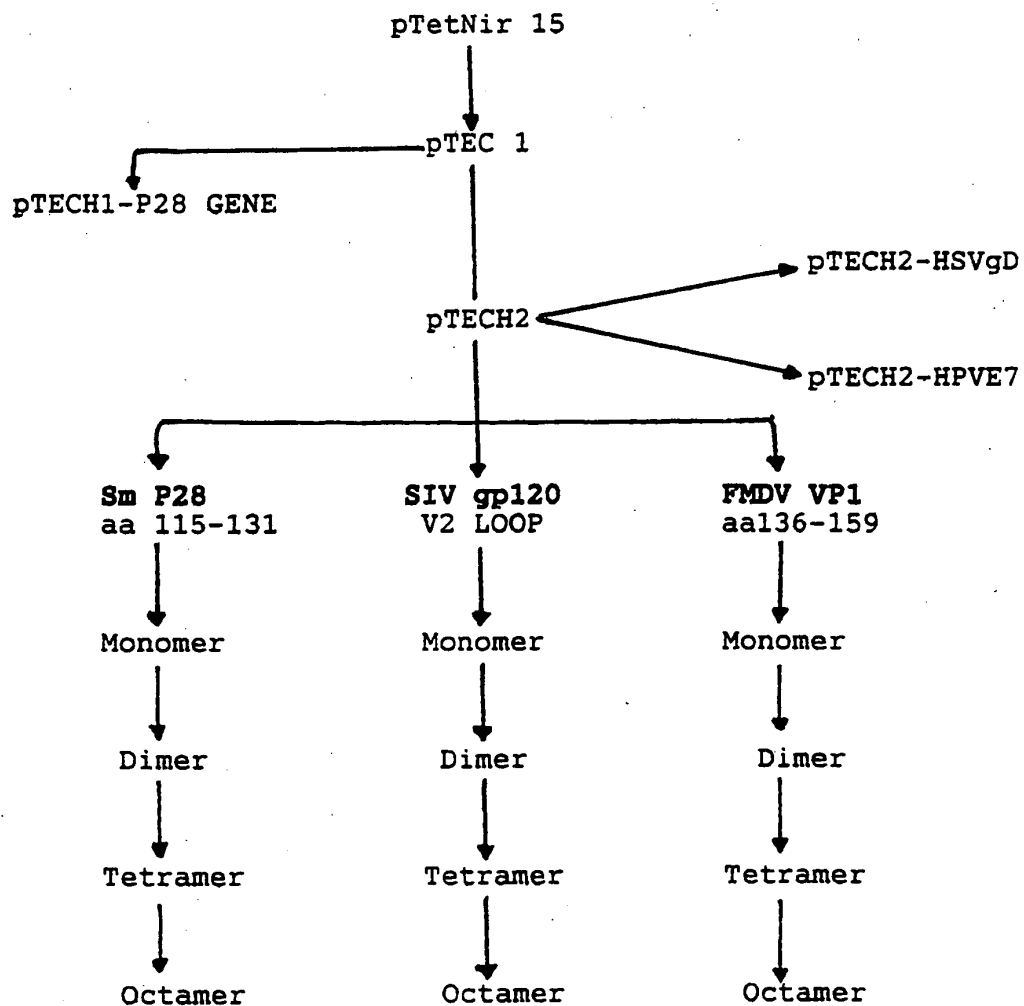 pTetNir 15
pTEC 1
pTECH1-P28 GENE
pTECH2-HSVgD
pTECH2
pTECH2-HPVE7
Sm P28
aa 115-131
SIV gp120
V2 LOOP
FMDV VP1
aa136-159
Monomer
Monomer
Monomer
Dimer
Dimer
Dimer
Tetramer
Tetramer
Tetramer
Octamer
Octamer
Octamer